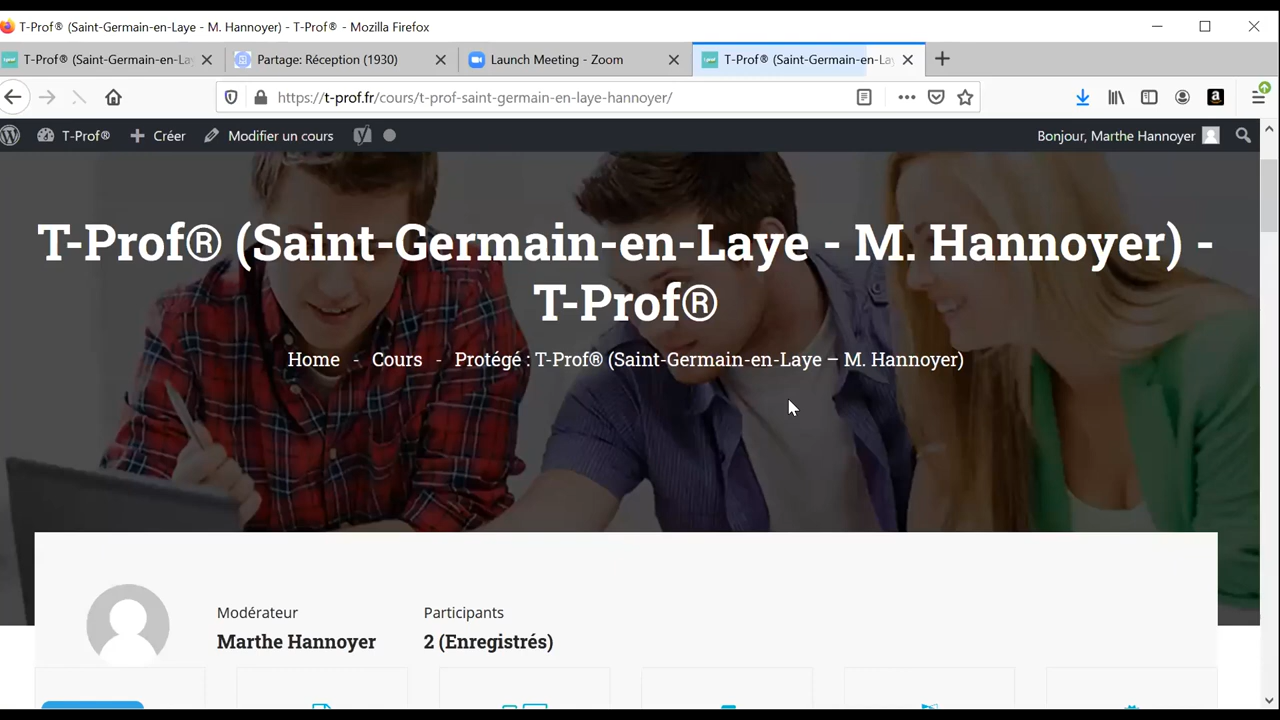 T-Prof® (Saint-Germain-en-Laye - M. Hannoyer) - T-Prof® - Mozilla Firefox
T-Prof® (Saint-Germain-en-La
Partage: Réception (1930)
Launch Meeting - Zoom
T-Prof® (Saint-Germain-en-La
https://t-prof.fr/cours/t-prof-saint-germain-en-laye-hannoyer/
T-Prof®
Créer
Modifier un cours
Bonjour, Marthe Hannoyer
T-Prof® (Saint-Germain-en-Laye - M. Hannoyer) -
T-Prof®
Home - Cours - Protégé : T-Prof® (Saint-Germain-en-Laye – M. Hannoyer)
Modérateur
Marthe Hannoyer
Participants
2 (Enregistrés)